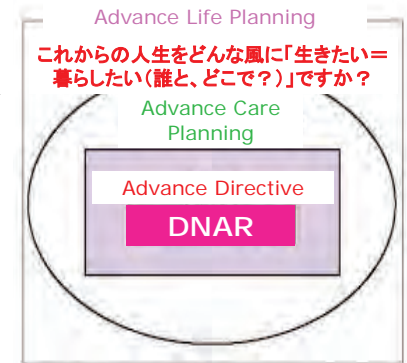 Advance Life Planning
これからの人生をどんな風に「生きたい＝
暮らしたい（誰と、どこで？）」ですか？
Advance Care
Planning
Advance Directive
DNAR